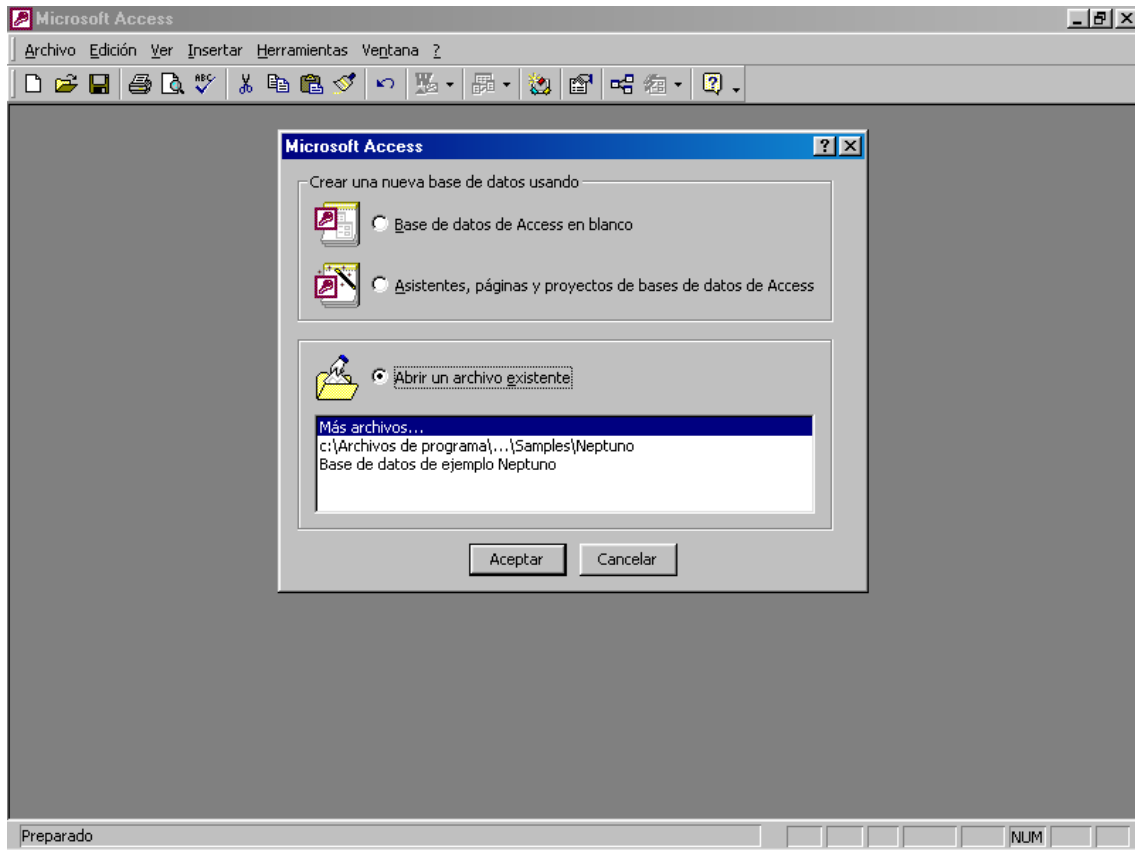 Microsoft Access
Archivo Edición Ver Insertar Herramientas Ventana ?
ABC
Microsoft Access
Crear una nueva base de datos usando
Base de datos de Access en blanco
Asistentes, páginas y proyectos de bases de datos de Access
Abrir un archivo existente
Más archivos...
c:\Archivos de programa\...\Samples\Neptuno
Base de datos de ejemplo Neptuno
Aceptar Cancelar
Preparado NUM